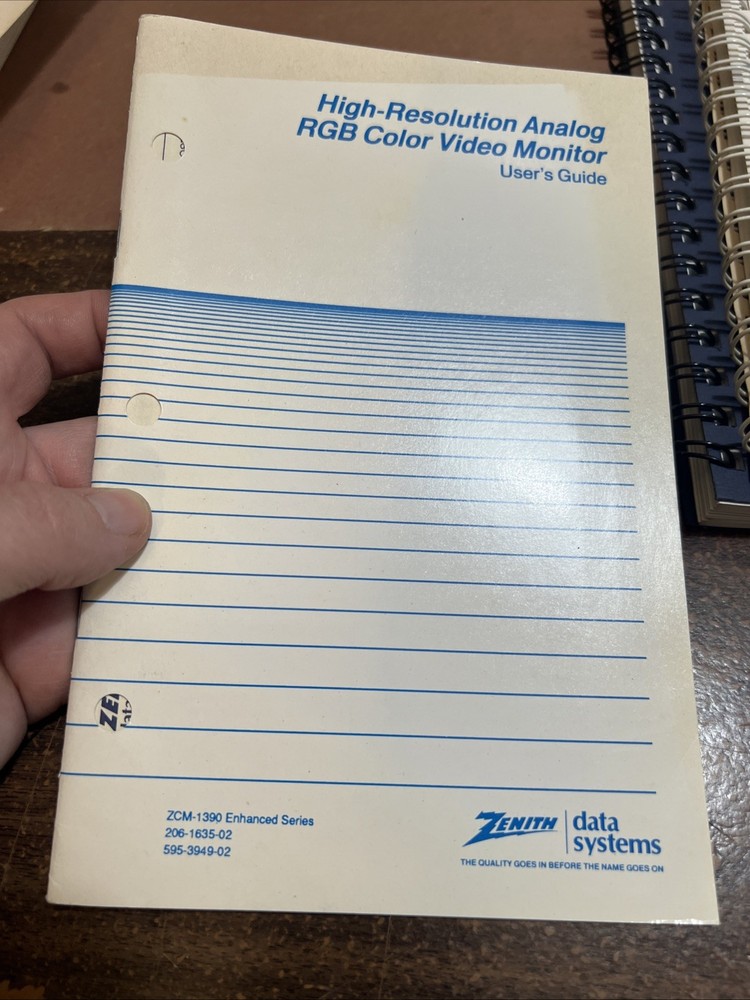 High-Resolution Analog
RGB Color Video Monitor
User's Guide
ZE
ZCM-1390 Enhanced Series
206-1635-02
595-3949-02
ZENITH data systems
THE QUALITY GOES IN BEFORE THE NAME GOES ON